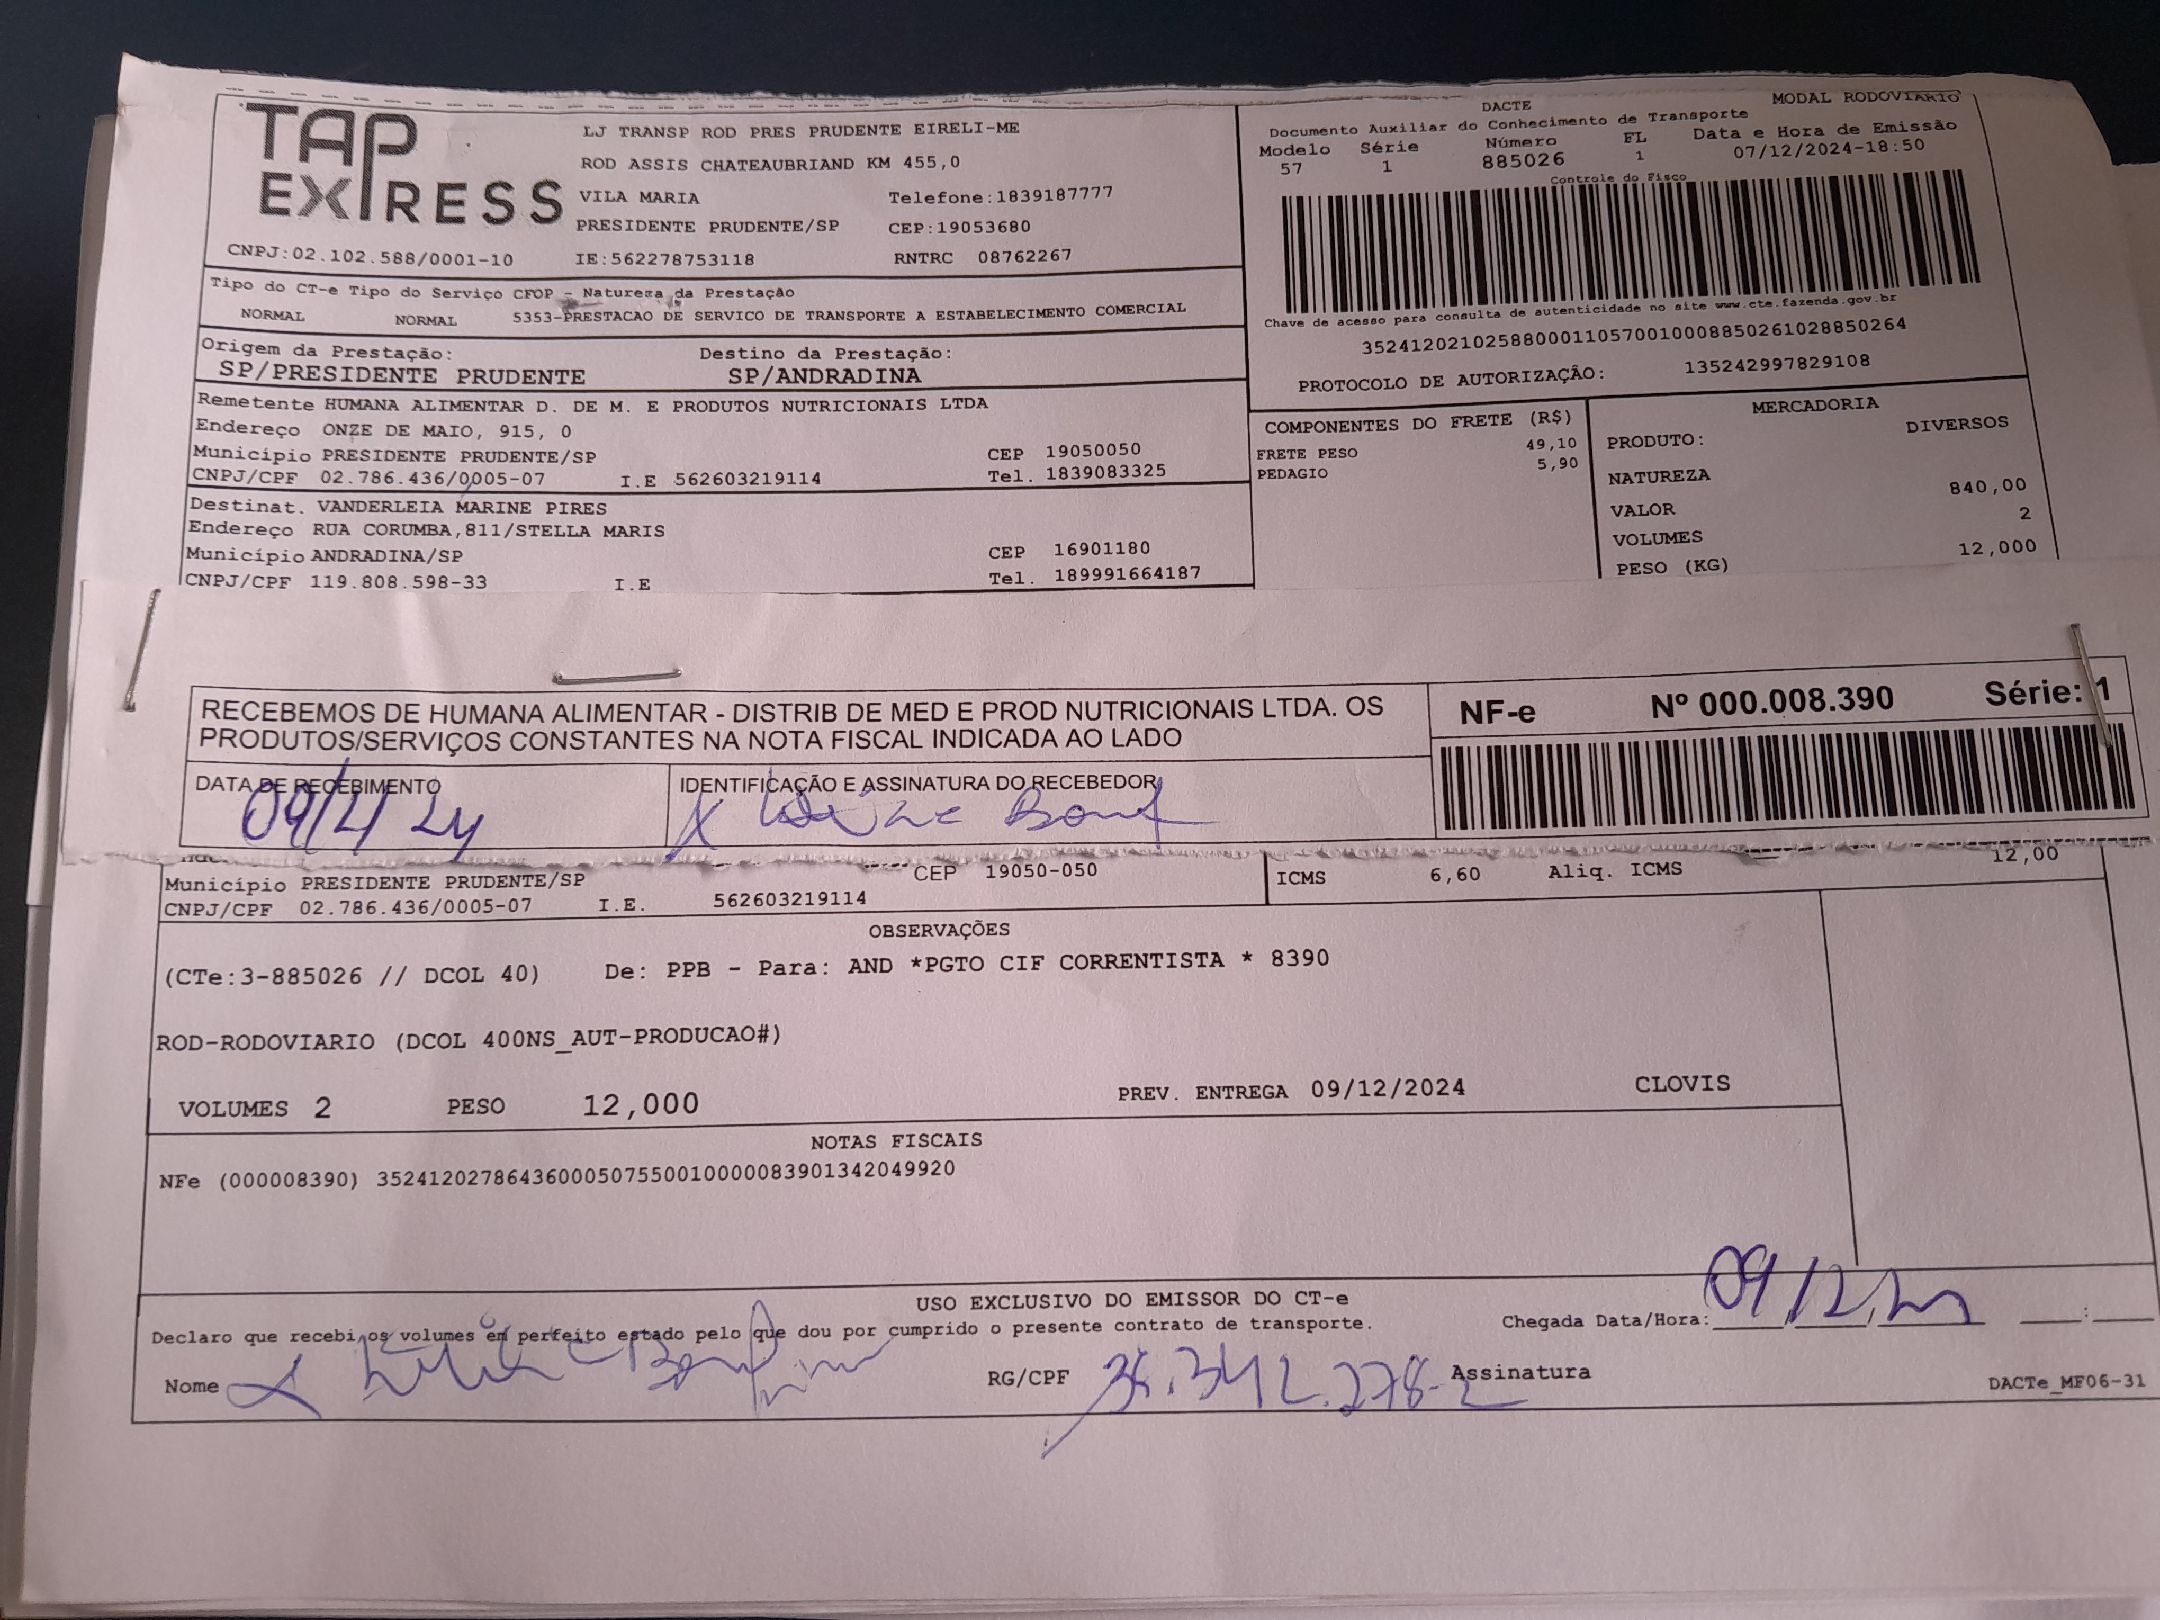 TAP EXPRESS
LJ TRANSP ROD PRES PRUDENTE EIRELI-ME
ROD ASSIS CHATEAUBRIAND KM 455,0
VILA MARIA Telefone:1839187777
PRESIDENTE PRUDENTE/SP CEP:19053680
CNPJ:02.102.588/0001-10 IE:562278753118 RNTRC 08762267
DACTE MODAL RODOVIARIO
Documento Auxiliar do Conhecimento de Transporte
Modelo Série Número FL Data e Hora de Emissão
57 1 885026 1 07/12/2024-18:50
Controle do Fisco
Chave de acesso para consulta de autenticidade no site www.cte.fazenda.gov.br
35241202102588000110570010008850261028850264
PROTOCOLO DE AUTORIZAÇÃO: 135242997829108
Tipo do CT-e Tipo do Serviço CFOP - Natureza da Prestação
NORMAL NORMAL 5353-PRESTACAO DE SERVICO DE TRANSPORTE A ESTABELECIMENTO COMERCIAL
Origem da Prestação: Destino da Prestação:
SP/PRESIDENTE PRUDENTE SP/ANDRADINA
Remetente HUMANA ALIMENTAR D. DE M. E PRODUTOS NUTRICIONAIS LTDA
Endereço ONZE DE MAIO, 915, 0
Município PRESIDENTE PRUDENTE/SP CEP 19050050
CNPJ/CPF 02.786.436/0005-07 I.E 562603219114 Tel. 1839083325
Destinat. VANDERLEIA MARINE PIRES
Endereço RUA CORUMBA,811/STELLA MARIS
Município ANDRADINA/SP CEP 16901180
CNPJ/CPF 119.808.598-33 I.E Tel. 189991664187
COMPONENTES DO FRETE (R$)
FRETE PESO 49,10
PEDAGIO 5,90
MERCADORIA
PRODUTO: DIVERSOS
NATUREZA
VALOR 840,00
VOLUMES 2
PESO (KG) 12,000
RECEBEMOS DE HUMANA ALIMENTAR - DISTRIB DE MED E PROD NUTRICIONAIS LTDA. OS
PRODUTOS/SERVIÇOS CONSTANTES NA NOTA FISCAL INDICADA AO LADO
NF-e Nº 000.008.390 Série: 1
DATA DE RECEBIMENTO IDENTIFICAÇÃO E ASSINATURA DO RECEBEDOR
Município PRESIDENTE PRUDENTE/SP CEP 19050-050
CNPJ/CPF 02.786.436/0005-07 I.E. 562603219114
ICMS 6,60 Aliq. ICMS 12,00
OBSERVAÇÕES
(CTe:3-885026 // DCOL 40) De: PPB - Para: AND *PGTO CIF CORRENTISTA * 8390
ROD-RODOVIARIO (DCOL 400NS_AUT-PRODUCAO#)
VOLUMES 2 PESO 12,000 PREV. ENTREGA 09/12/2024 CLOVIS
NOTAS FISCAIS
NFe (000008390) 35241202786436000507550010000083901342049920
USO EXCLUSIVO DO EMISSOR DO CT-e
Declaro que recebi os volumes em perfeito estado pelo que dou por cumprido o presente contrato de transporte. Chegada Data/Hora: 09/12/24 :
Nome RG/CPF Assinatura
DACTe_MF06-31